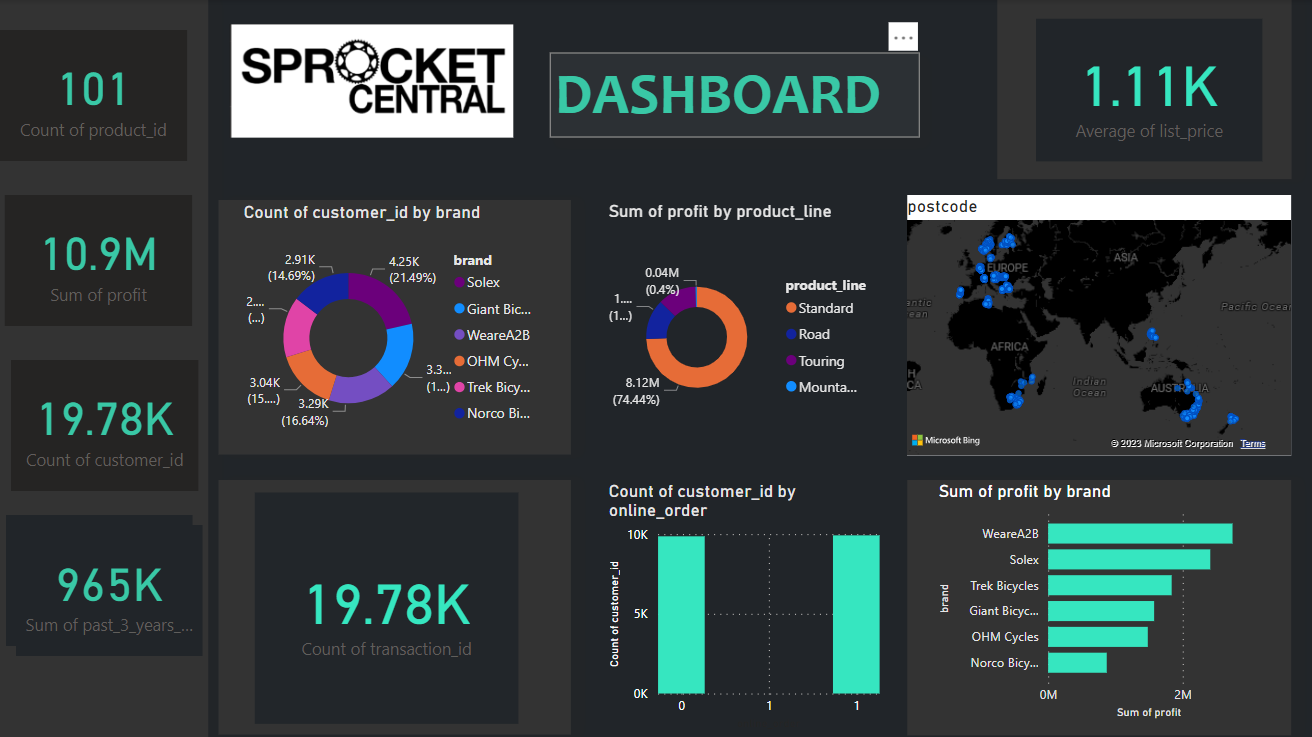 SPROCKET
CENTRAL
DASHBOARD
101
Count of product_id
10.9M
Sum of profit
19.78K
Count of customer_id
965K
Sum of past_3_years_...
1.11K
Average of list_price
Count of customer_id by brand
2.91K
(14.69%)
4.25K
(21.49%)
2....
(...)
3.3...
(1...)
3.04K
(15....)
3.29K
(16.64%)
brand
Solex
Giant Bic...
WeareA2B
OHM Cy...
Trek Bicy...
Norco Bi...
Sum of profit by product_line
0.04M
(0.4%)
1....
(1...)
8.12M
(74.44%)
product_line
Standard
Road
Touring
Mounta...
postcode
EUROPE
ASIA
antic
ean
Pacific Ocean
AFRICA
H
CA
Indian
Ocean
AUSTRALIA
Microsoft Bing
© 2023 Microsoft Corporation Terms
19.78K
Count of transaction_id
Count of customer_id by
online_order
Count of customer_id
10K
5K
0K
0
1
1
Sum of profit by brand
brand
WeareA2B
Solex
Trek Bicycles
Giant Bicyc...
OHM Cycles
Norco Bicy...
0M
2M
Sum of profit